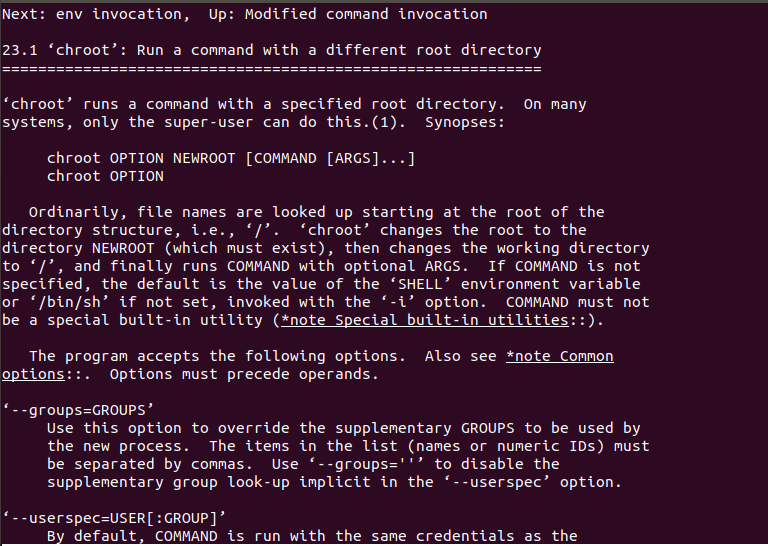 Next: env invocation,  Up: Modified command invocation
23.1 ‘chroot’: Run a command with a different root directory
============================================================
‘chroot’ runs a command with a specified root directory.  On many
systems, only the super-user can do this.(1).  Synopses:
     chroot OPTION NEWROOT [COMMAND [ARGS]...]
     chroot OPTION
   Ordinarily, file names are looked up starting at the root of the
directory structure, i.e., ‘/’.  ‘chroot’ changes the root to the
directory NEWROOT (which must exist), then changes the working directory
to ‘/’, and finally runs COMMAND with optional ARGS.  If COMMAND is not
specified, the default is the value of the ‘SHELL’ environment variable
or ‘/bin/sh’ if not set, invoked with the ‘-i’ option.  COMMAND must not
be a special built-in utility (*note Special built-in utilities::).
   The program accepts the following options.  Also see *note Common
options::.  Options must precede operands.
‘--groups=GROUPS’
     Use this option to override the supplementary GROUPS to be used by
     the new process.  The items in the list (names or numeric IDs) must
     be separated by commas.  Use ‘--groups=''’ to disable the
     supplementary group look-up implicit in the ‘--userspec’ option.
‘--userspec=USER[:GROUP]’
     By default, COMMAND is run with the same credentials as the